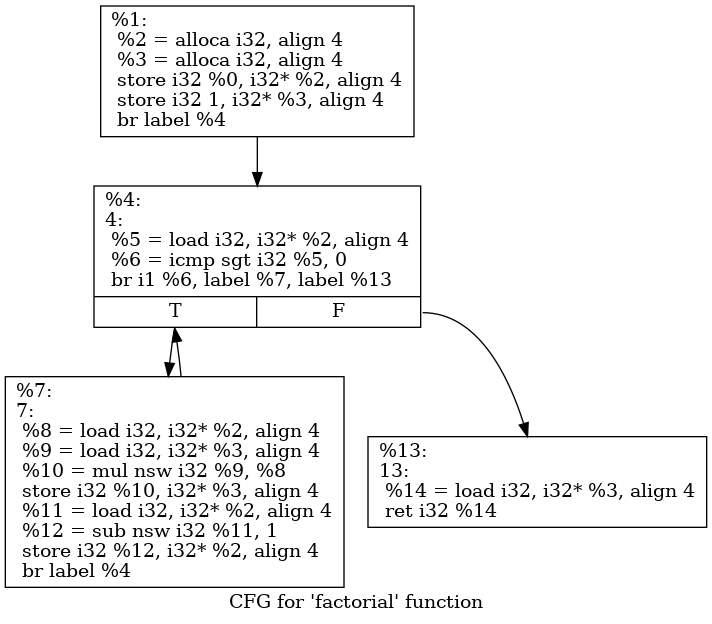 %1:
%2 = alloca i32, align 4
%3 = alloca i32, align 4
store i32 %0, i32* %2, align 4
store i32 1, i32* %3, align 4
br label %4
%4:
4:
%5 = load i32, i32* %2, align 4
%6 = icmp sgt i32 %5, 0
br i1 %6, label %7, label %13
T
F
%7:
7:
%8 = load i32, i32* %2, align 4
%9 = load i32, i32* %3, align 4
%10 = mul nsw i32 %9, %8
store i32 %10, i32* %3, align 4
%11 = load i32, i32* %2, align 4
%12 = sub nsw i32 %11, 1
store i32 %12, i32* %2, align 4
br label %4
%13:
13:
%14 = load i32, i32* %3, align 4
ret i32 %14
CFG for 'factorial' function